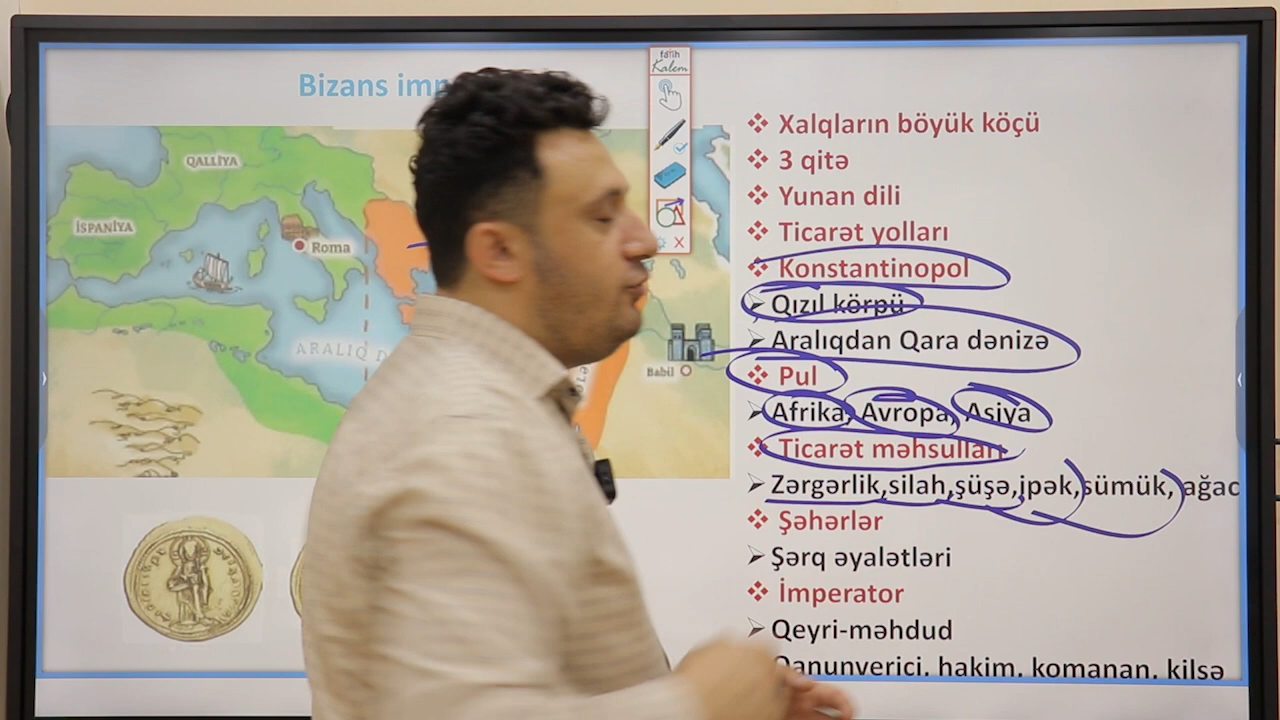 Bizans
fatih
Kalem
QALLİYA
İSPANİYA
Roma
ARALIQ D
Babil
Xalqların böyük köçü
3 qitə
Yunan dili
Ticarət yolları
Konstantinopol
Qızıl körpü
Aralıqdan Qara dənizə
Pul
Afrika, Avropa, Asiya
Ticarət məhsulları
Zərgərlik,silah,şüşə,ipək,sümük, ağac
Şəhərlər
Şərq əyalətləri
İmperator
Qeyri-məhdud
Qanunverici, hakim, komanan, kilsə